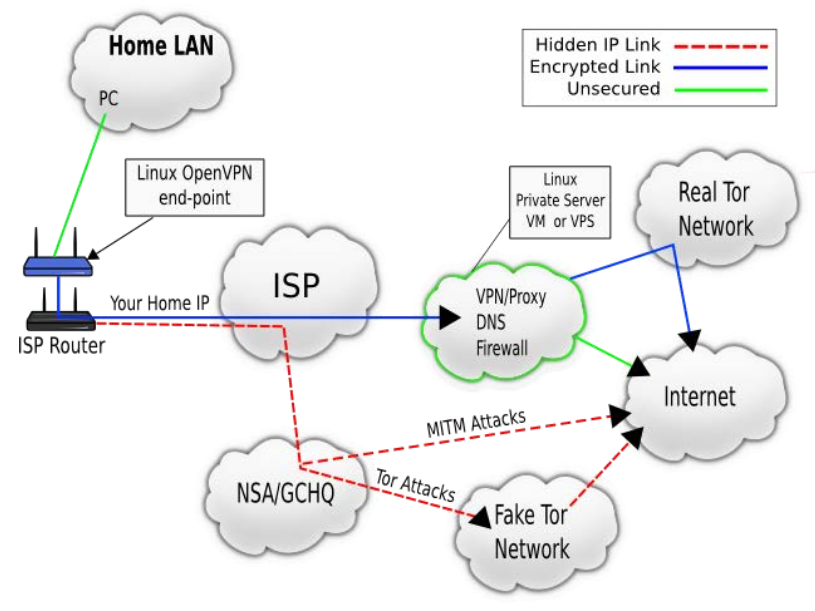 Home LAN
PC
Hidden IP Link
Encrypted Link
Unsecured
Linux OpenVPN
end-point
Linux
Private Server
VM or VPS
Real Tor
Network
ISP
Your Home IP
VPN/Proxy
DNS
Firewall
ISP Router
Internet
MITM Attacks
NSA/GCHQ
Tor Attacks
Fake Tor
Network